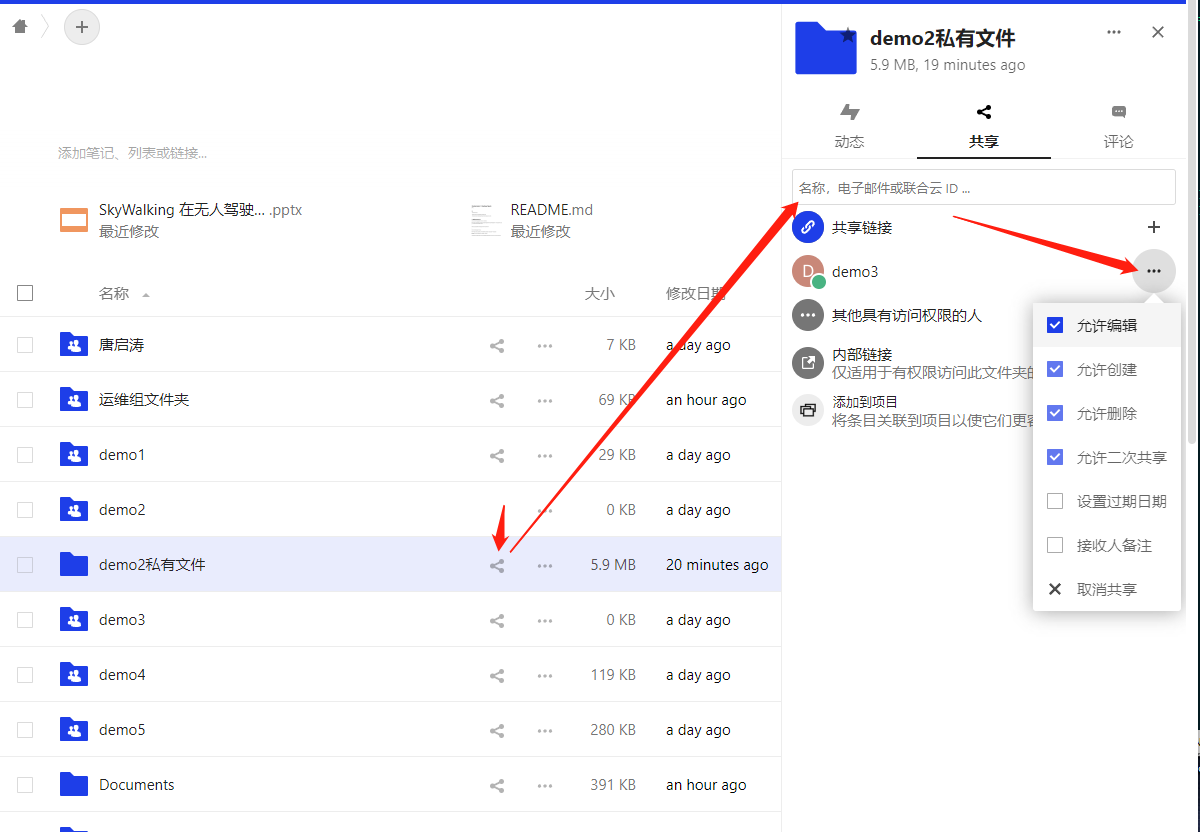 添加笔记、列表或链接...
SkyWalking 在无人驾驶... .pptx
最近修改
README.md
最近修改
名称 大小 修改日期
唐启涛 7 KB a day ago
运维组文件夹 69 KB an hour ago
demo1 29 KB a day ago
demo2 0 KB a day ago
demo2私有文件 5.9 MB 20 minutes ago
demo3 0 KB a day ago
demo4 119 KB a day ago
demo5 280 KB a day ago
Documents 391 KB an hour ago
demo2私有文件
5.9 MB, 19 minutes ago
动态 共享 评论
名称，电子邮件或联合云 ID ...
共享链接
D demo3
其他具有访问权限的人
内部链接
仅适用于有权限访问此文件夹的
添加到项目
将条目关联到项目以使它们更容
允许编辑
允许创建
允许删除
允许二次共享
设置过期日期
接收人备注
取消共享